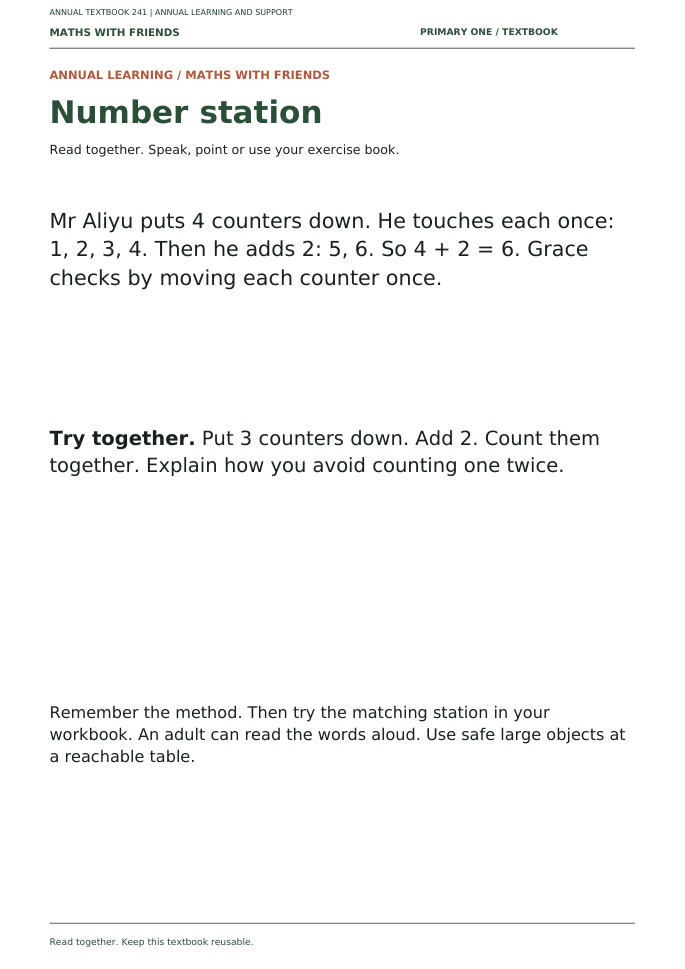 ANNUAL TEXTBOOK 241 | ANNUAL LEARNING AND SUPPORT
MATHS WITH FRIENDS
PRIMARY ONE / TEXTBOOK
ANNUAL LEARNING / MATHS WITH FRIENDS
Number station
Read together. Speak, point or use your exercise book.
Mr Aliyu puts 4 counters down. He touches each once:
1, 2, 3, 4. Then he adds 2: 5, 6. So 4 + 2 = 6. Grace
checks by moving each counter once.
Try together. Put 3 counters down. Add 2. Count them
together. Explain how you avoid counting one twice.
Remember the method. Then try the matching station in your
workbook. An adult can read the words aloud. Use safe large objects at
a reachable table.
Read together. Keep this textbook reusable.